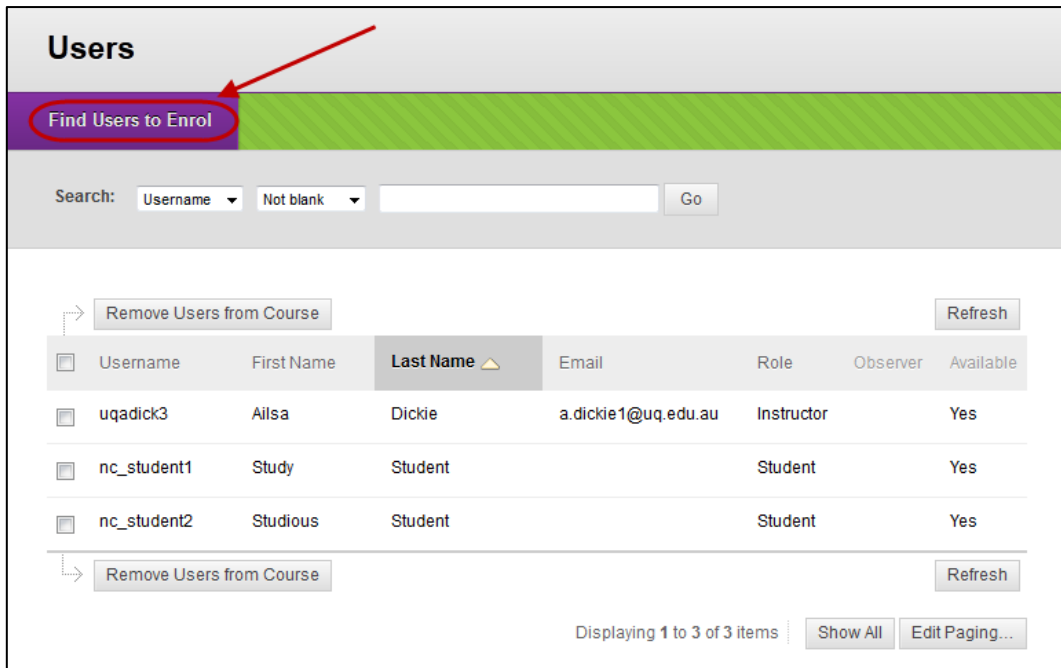 Users
Find Users to Enrol
Search: Username Not blank Go
Remove Users from Course Refresh
Username First Name Last Name Email Role Observer Available
uqadick3 Ailsa Dickie a.dickie1@uq.edu.au Instructor Yes
nc_student1 Study Student Student Yes
nc_student2 Studious Student Student Yes
Remove Users from Course Refresh
Displaying 1 to 3 of 3 items Show All Edit Paging...